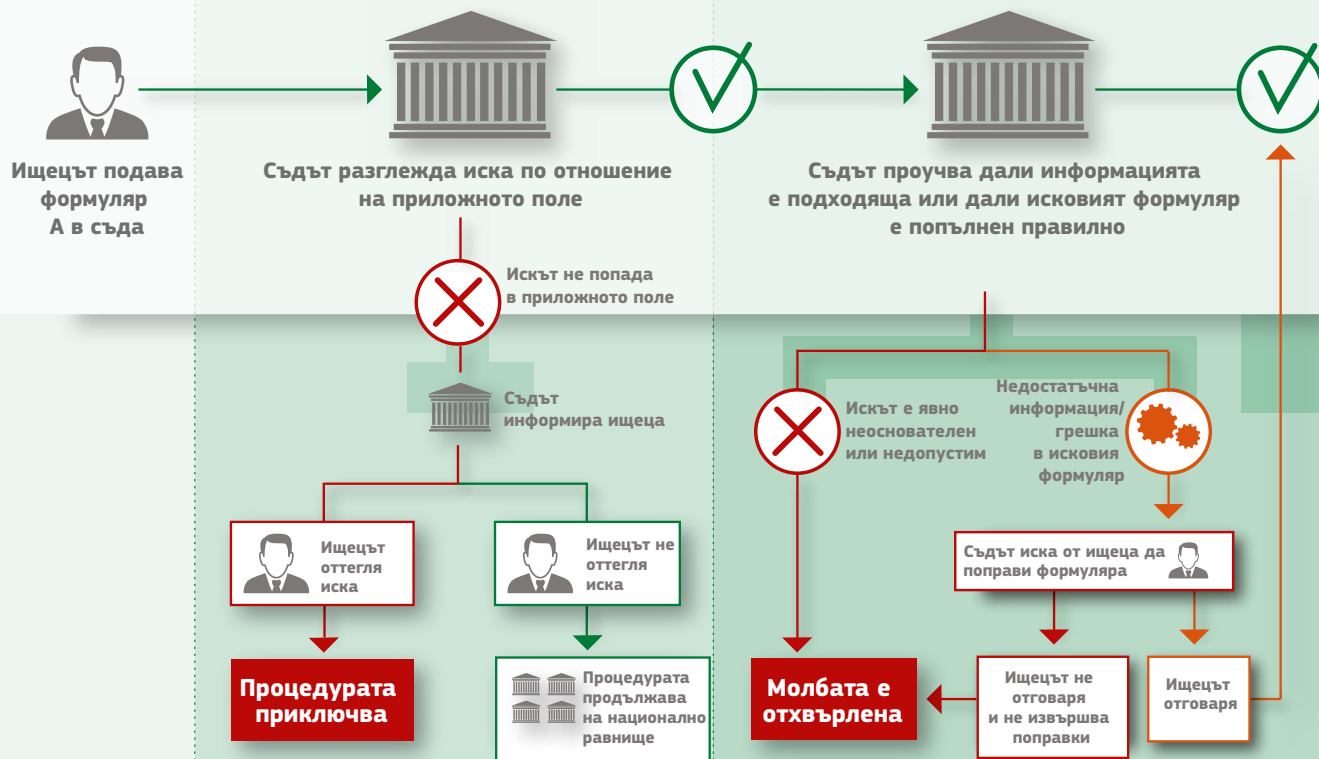 Ищецът подава
формуляр
А в съда
Съдът разглежда иска по отношение
на приложното поле
Съдът проучва дали информацията
е подходяща или дали исковият формуляр
е попълнен правилно
Искът не попада
в приложното поле
Съдът
информира ищеца
Ищецът
оттегля
иска
Ищецът не
оттегля
иска
Процедурата
приключва
Процедурата
продължава
на национално
равнище
Искът е явно
неоснователен
или недопустим
Недостатъчна
информация/
грешка
в исковия
формуляр
Съдът иска от ищеца да
поправи формуляра
Молбата е
отхвърлена
Ищецът не
отговаря
и не извършва
поправки
Ищецът
отговаря